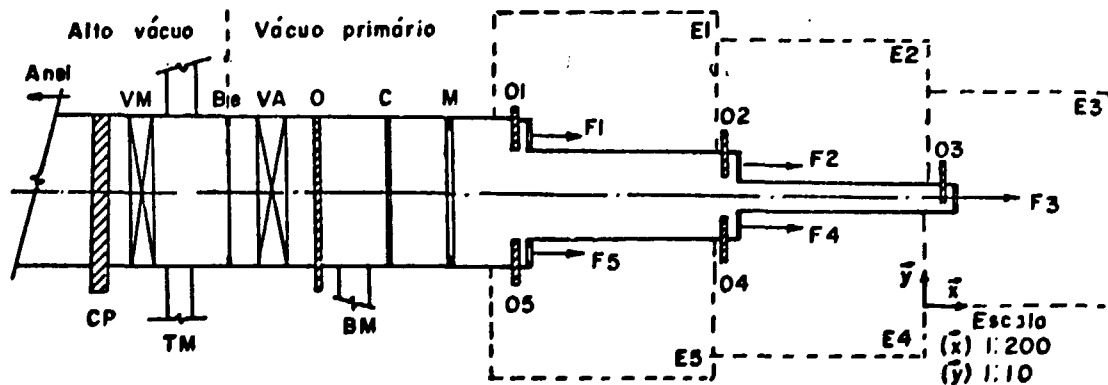 Alto vácuo
Vácuo primário
E1
E2
E3
Anel
VM
Be
VA
O
C
M
O1
O2
O3
F1
F2
F3
F4
F5
O4
O5
CP
TM
BM
E5
E4
y⃗
x⃗
Escala
(x⃗) 1:200
(y⃗) 1:10